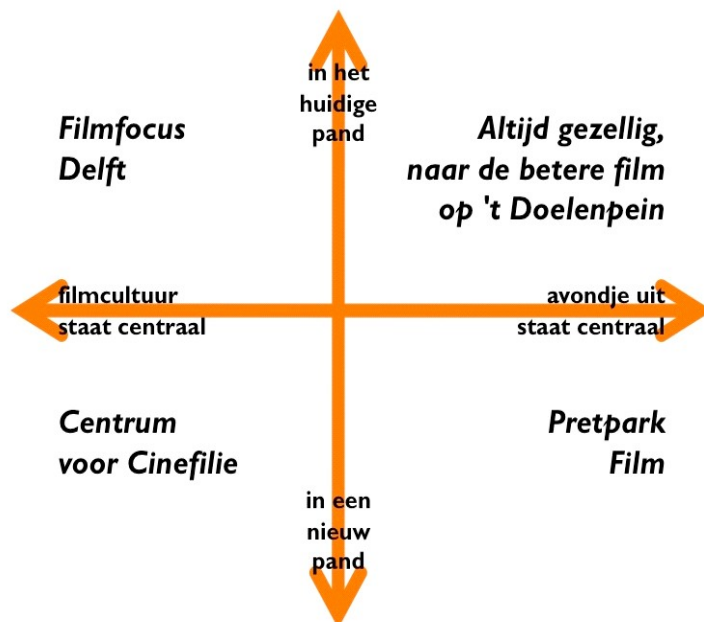 in het
huidige
pand
Filmfocus
Delft
Altijd gezellig,
naar de betere film
op 't Doelenpein
filmcultuur
staat centraal
avondje uit
staat centraal
Centrum
voor Cinefilie
Pretpark
Film
in een
nieuw
pand